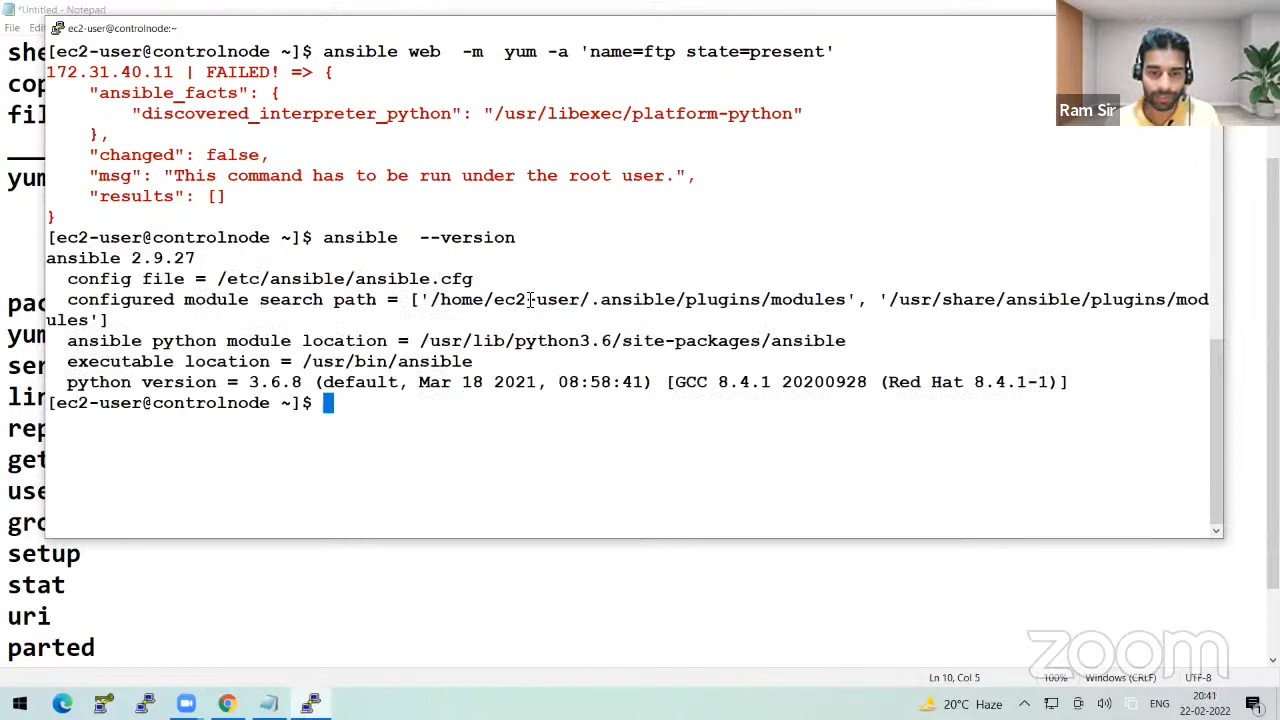 *Untitled - Notepad
File Edi
ec2-user@controlnode:~
she
cop
fil
yum
pac
yum
ser
lin
rep
get
use
gro
setup
stat
uri
parted
[ec2-user@controlnode ~]$ ansible web  -m  yum -a 'name=ftp state=present'
172.31.40.11 | FAILED! => {
    "ansible_facts": {
        "discovered_interpreter_python": "/usr/libexec/platform-python"
    },
    "changed": false,
    "msg": "This command has to be run under the root user.",
    "results": []
}
[ec2-user@controlnode ~]$ ansible  --version
ansible 2.9.27
  config file = /etc/ansible/ansible.cfg
  configured module search path = ['/home/ec2-user/.ansible/plugins/modules', '/usr/share/ansible/plugins/mod
ules']
  ansible python module location = /usr/lib/python3.6/site-packages/ansible
  executable location = /usr/bin/ansible
  python version = 3.6.8 (default, Mar 18 2021, 08:58:41) [GCC 8.4.1 20200928 (Red Hat 8.4.1-1)]
[ec2-user@controlnode ~]$
Ram Sir
zoom
Ln 10, Col 5 100% Windows (CRLF) UTF-8
20°C Haze ENG 20:41
22-02-2022
1